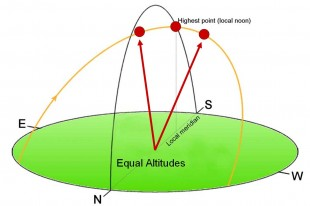 Highest point (local noon)
S
E
Local meridian
Equal Altitudes
W
N